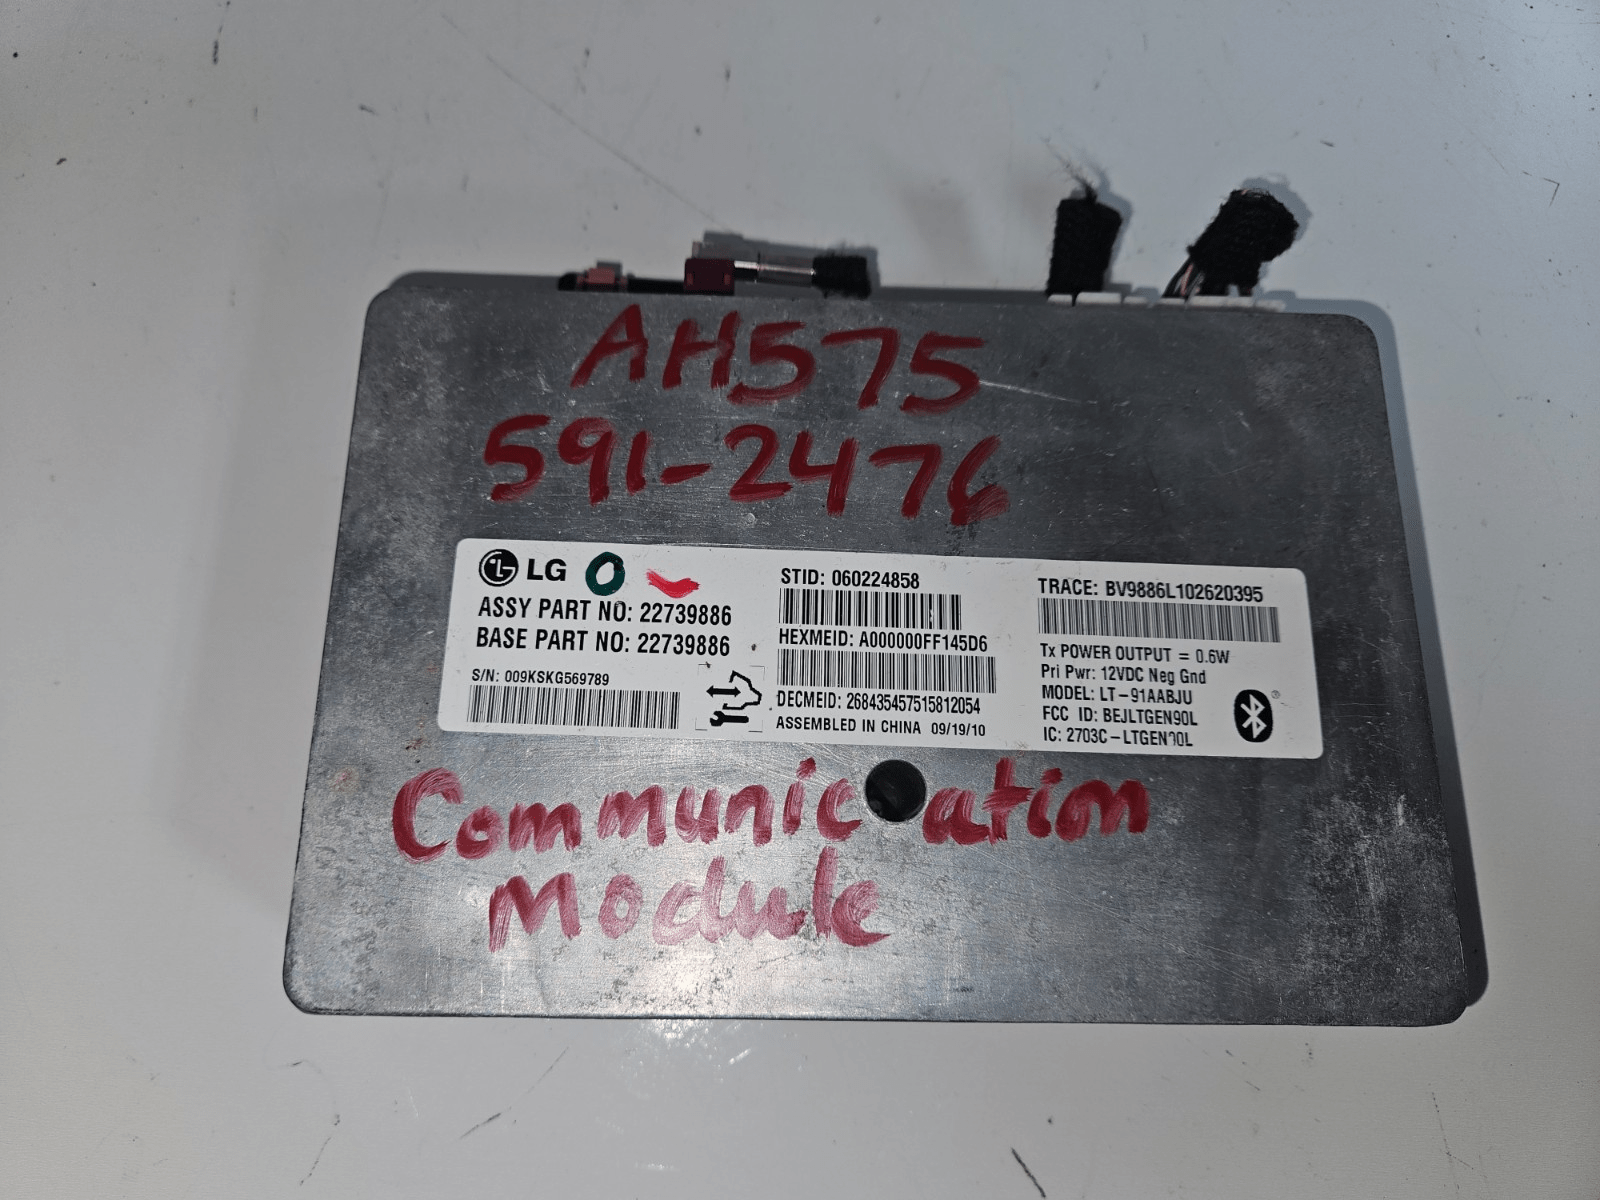 AH575
591-2476
LG O
ASSY PART NO: 22739886
BASE PART NO: 22739886
S/N: 009KSKG569789
STID: 060224858
HEXMEID: A000000FF145D6
DECMEID: 268435457515812054
ASSEMBLED IN CHINA 09/19/10
TRACE: BV9886L102620395
Tx POWER OUTPUT = 0.6W
Pri Pwr: 12VDC Neg Gnd
MODEL: LT-91AABJU
FCC ID: BEJLTGEN90L
IC: 2703C-LTGEN90L
Communication
Module